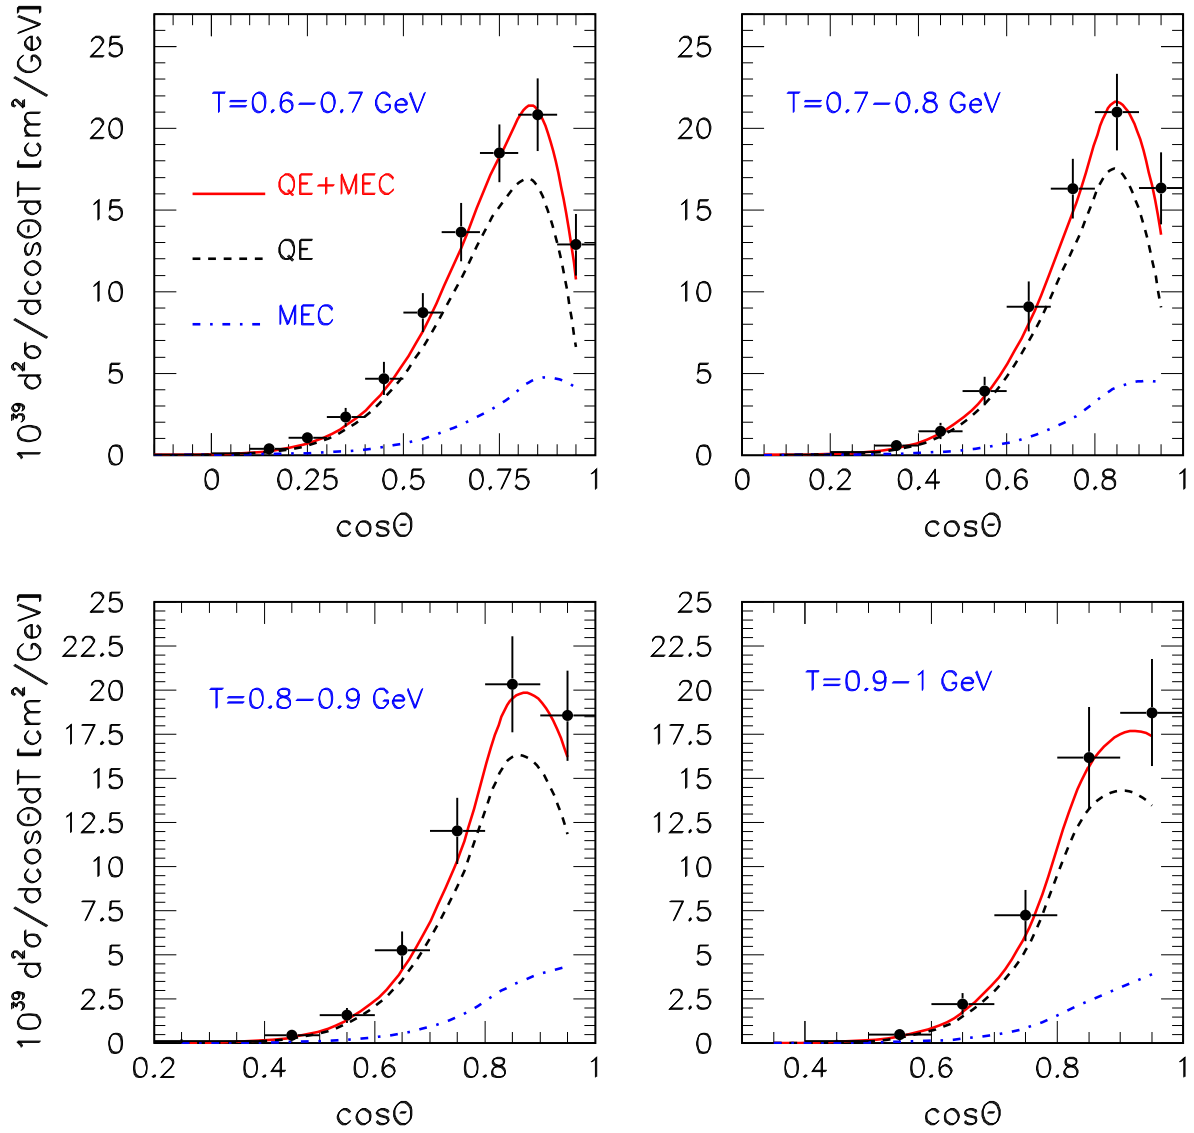 10³⁹ d²σ/dcosΘdT [cm²/GeV]
25
20
15
10
5
0
T=0.6−0.7 GeV
QE+MEC
QE
MEC
0 0.25 0.5 0.75 1
cosΘ
25
20
15
10
5
0
T=0.7−0.8 GeV
0 0.2 0.4 0.6 0.8 1
cosΘ
10³⁹ d²σ/dcosΘdT [cm²/GeV]
25
22.5
20
17.5
15
12.5
10
7.5
5
2.5
0
T=0.8−0.9 GeV
0.2 0.4 0.6 0.8 1
cosΘ
25
22.5
20
17.5
15
12.5
10
7.5
5
2.5
0
T=0.9−1 GeV
0.4 0.6 0.8 1
cosΘ